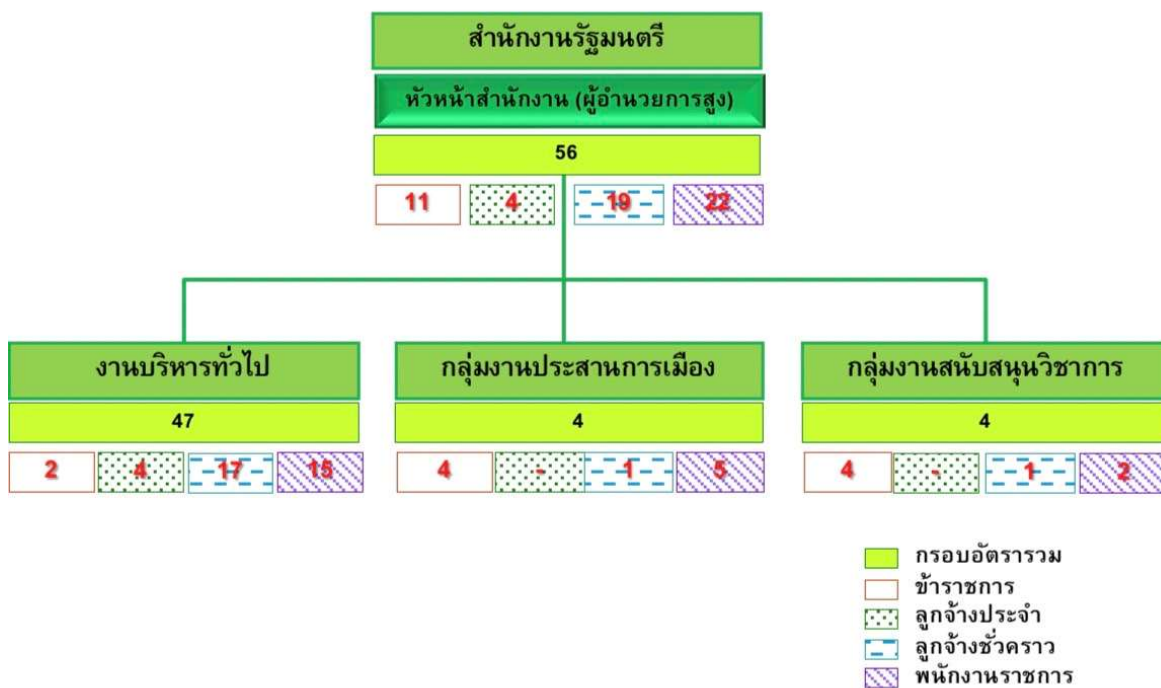 สำนักงานรัฐมนตรี
หัวหน้าสำนักงาน (ผู้อำนวยการสูง)
56
11 4 19 22
งานบริหารทั่วไป กลุ่มงานประสานการเมือง กลุ่มงานสนับสนุนวิชาการ
47 4 4
2 4 17 15 4 - 1 5 4 - 1 2
กรอบอัตรารวม
ข้าราชการ
ลูกจ้างประจำ
ลูกจ้างชั่วคราว
พนักงานราชการ